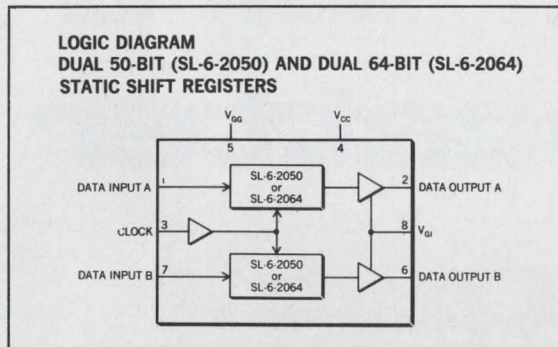 LOGIC DIAGRAM
DUAL 50-BIT (SL-6-2050) AND DUAL 64-BIT (SL-6-2064)
STATIC SHIFT REGISTERS
VGG VCC
5 4
DATA INPUT A 1 SL-6-2050 or SL-6-2064 2 DATA OUTPUT A
CLOCK 3 8 VGI
DATA INPUT B 7 SL-6-2050 or SL-6-2064 6 DATA OUTPUT B